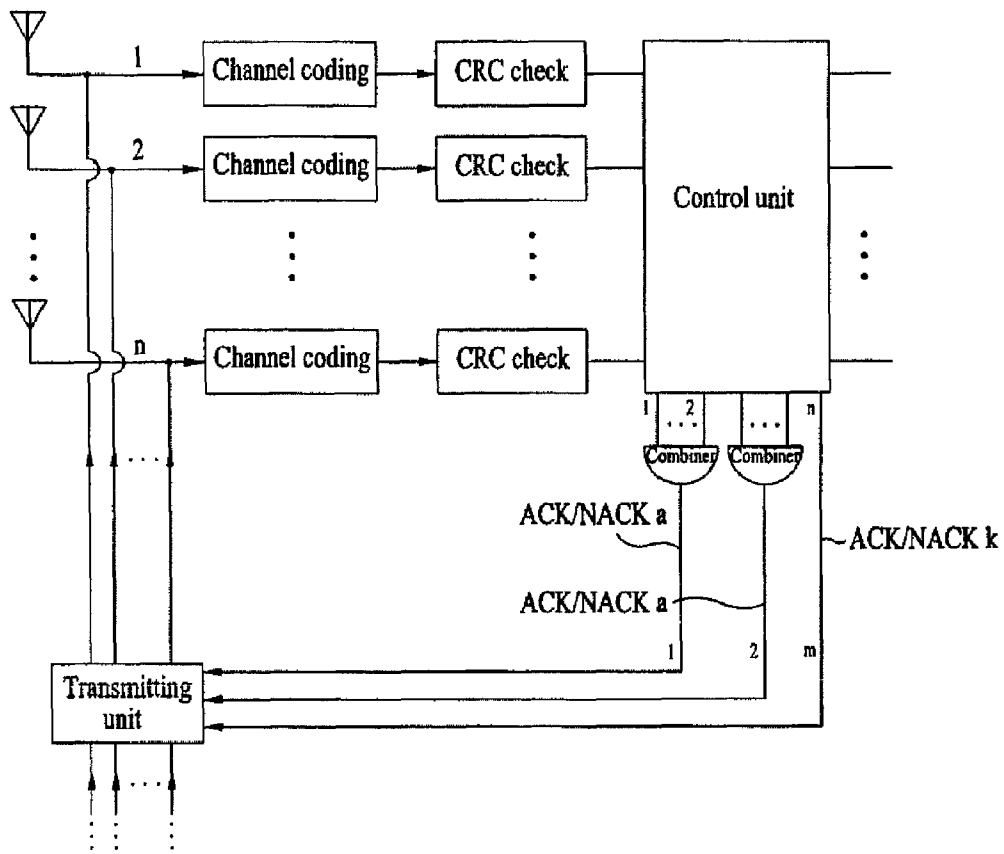 1
Channel coding
CRC check
2
Channel coding
CRC check
Control unit
n
Channel coding
CRC check
1
2
n
Combiner
Combiner
ACK/NACK a
ACK/NACK k
ACK/NACK a
1
2
m
Transmitting
unit